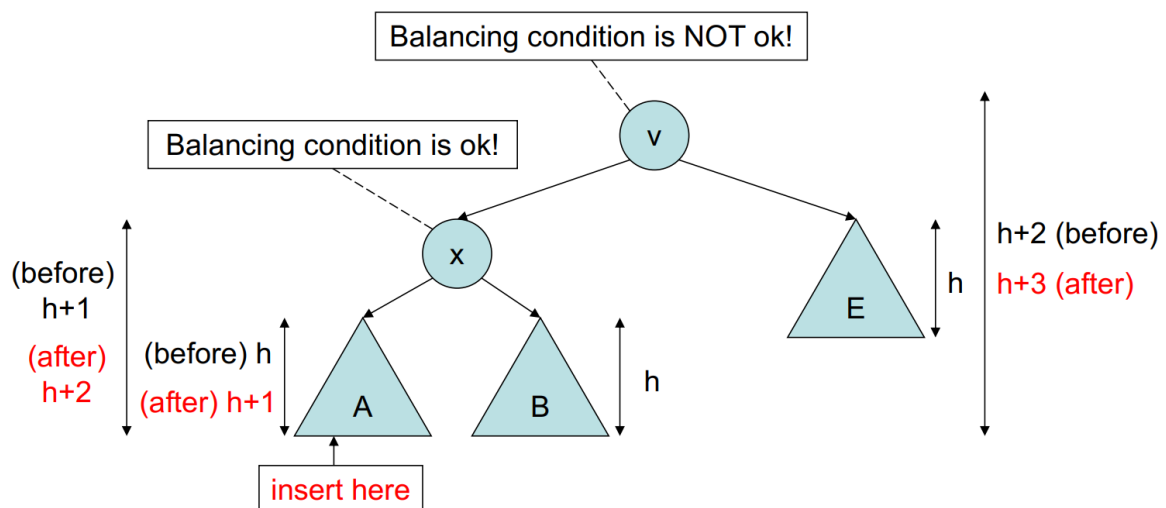 Balancing condition is NOT ok!
v
Balancing condition is ok!
x
(before)
h+1
(after)
h+2
(before) h
(after) h+1
A
B
h
E
h
h+2 (before)
h+3 (after)
insert here